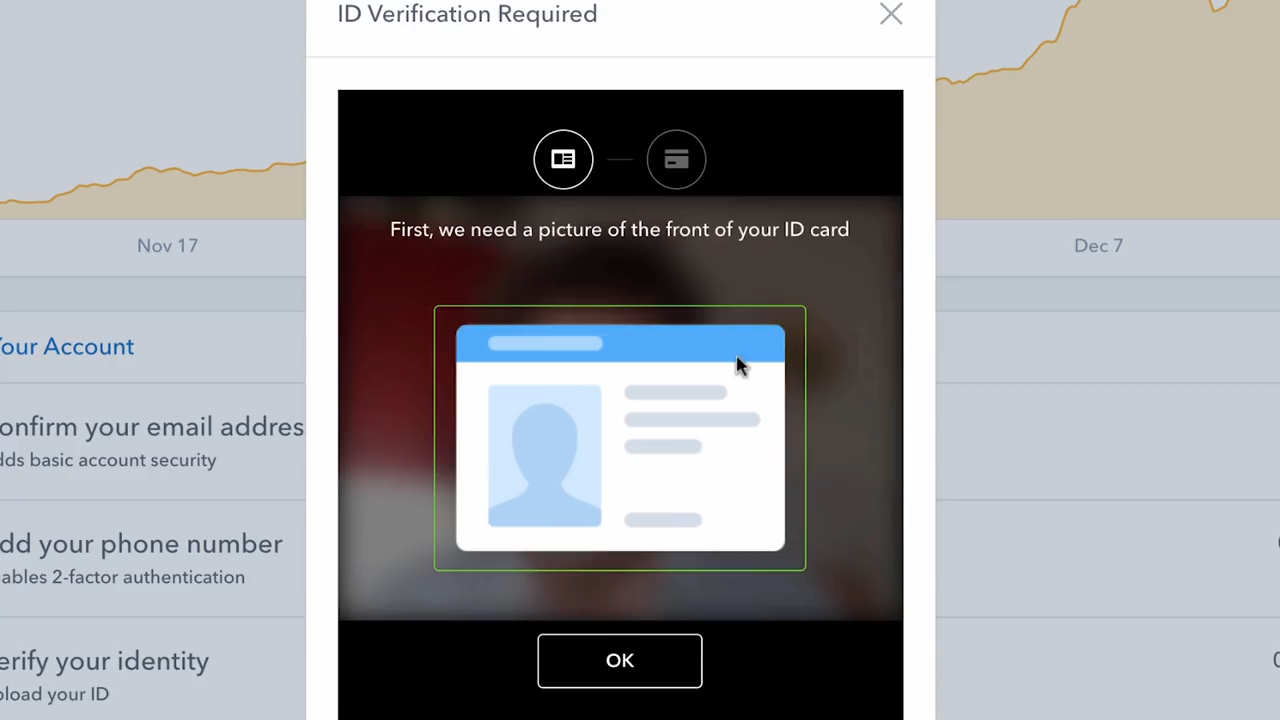 ID Verification Required
First, we need a picture of the front of your ID card
Nov 17
Dec 7
Your Account
onfirm your email addres
dds basic account security
dd your phone number
ables 2-factor authentication
erify your identity
pload your ID
OK